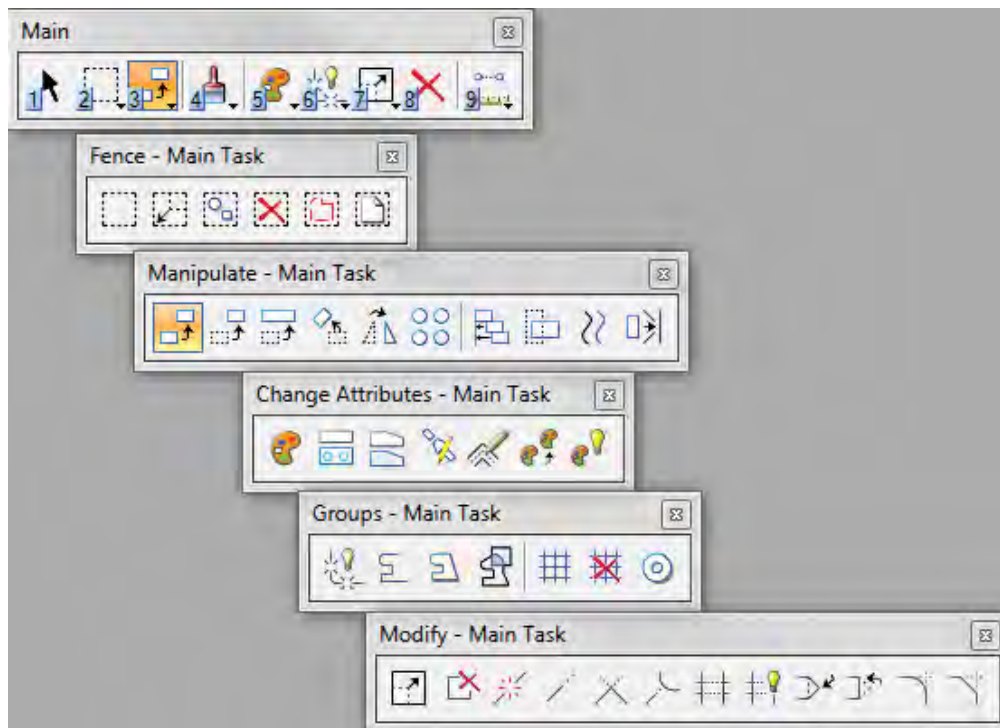 Main
1 2 3 4 5 6 7 8 9
Fence - Main Task
Manipulate - Main Task
Change Attributes - Main Task
Groups - Main Task
Modify - Main Task